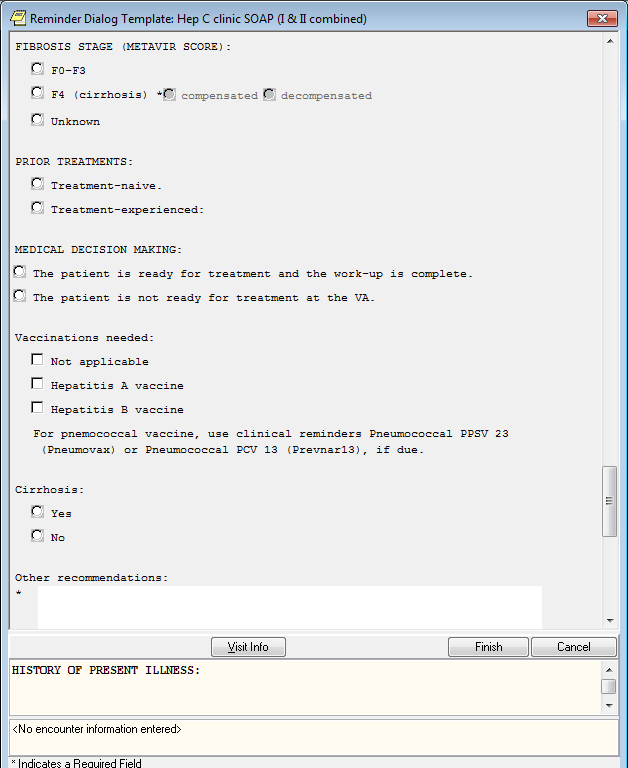 Reminder Dialog Template: Hep C clinic SOAP (I & II combined)
FIBROSIS STAGE (METAVIR SCORE):
F0-F3
F4 (cirrhosis) * compensated decompensated
Unknown
PRIOR TREATMENTS:
Treatment-naive.
Treatment-experienced:
MEDICAL DECISION MAKING:
The patient is ready for treatment and the work-up is complete.
The patient is not ready for treatment at the VA.
Vaccinations needed:
Not applicable
Hepatitis A vaccine
Hepatitis B vaccine
For pnemococcal vaccine, use clinical reminders Pneumococcal PPSV 23
(Pneumovax) or Pneumococcal PCV 13 (Prevnar13), if due.
Cirrhosis:
Yes
No
Other recommendations:
*
Visit Info Finish Cancel
HISTORY OF PRESENT ILLNESS:
<No encounter information entered>
* Indicates a Required Field